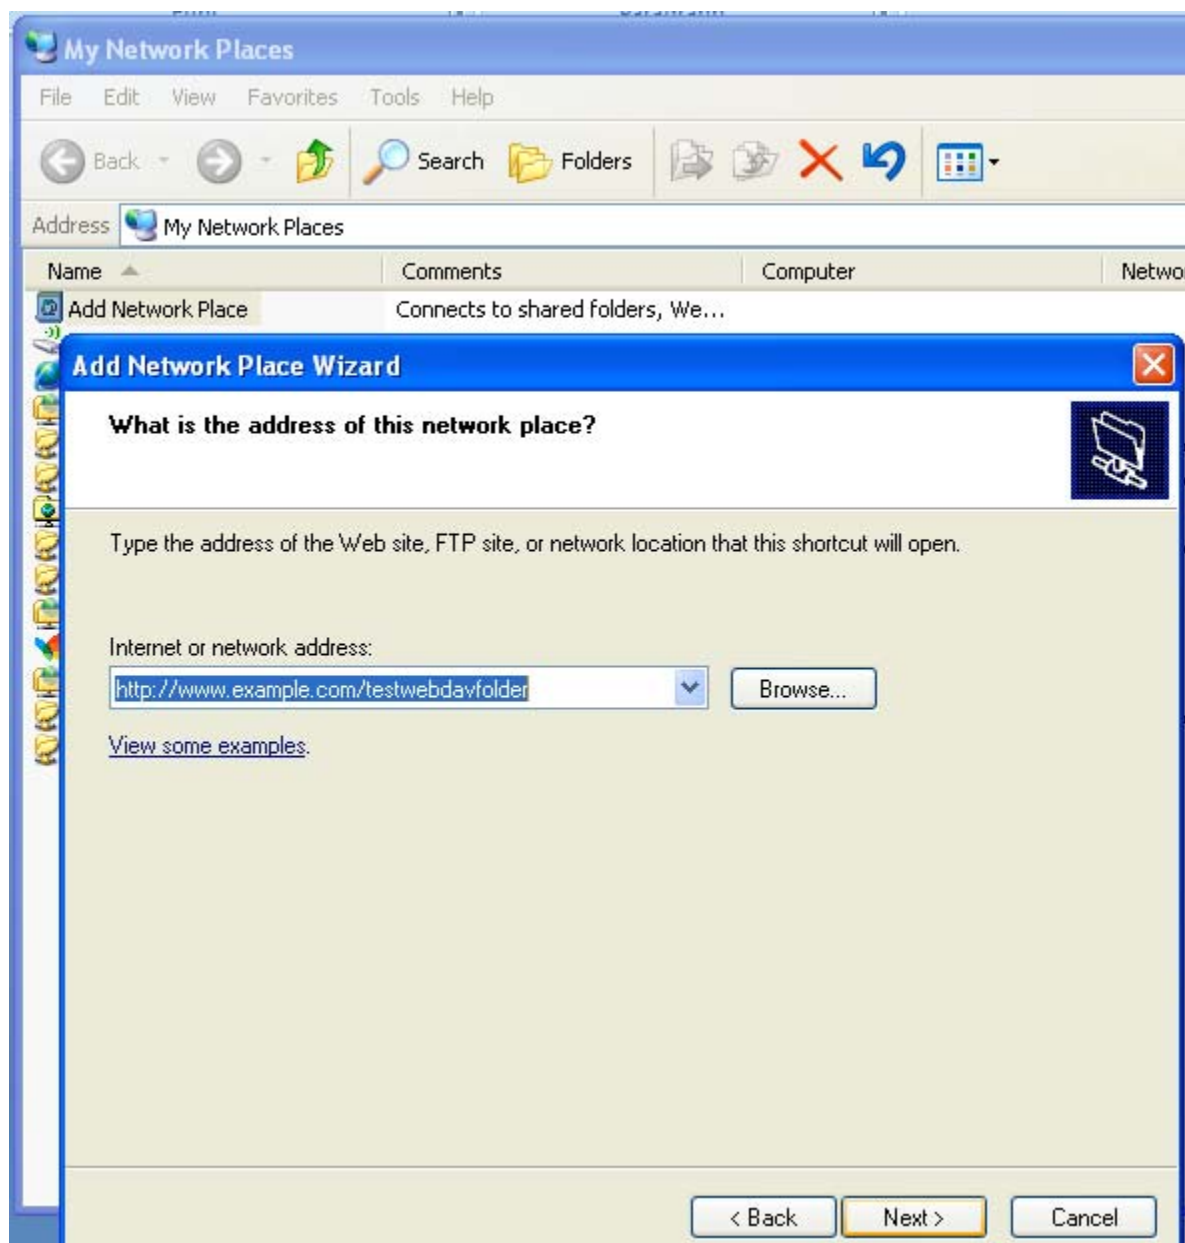 My Network Places
File Edit View Favorites Tools Help
Back Search Folders
Address My Network Places
Name Comments Computer Netwo
Add Network Place Connects to shared folders, We...
Add Network Place Wizard
What is the address of this network place?
Type the address of the Web site, FTP site, or network location that this shortcut will open.
Internet or network address:
http://www.example.com/testwebdavfolder Browse...
View some examples.
< Back Next > Cancel